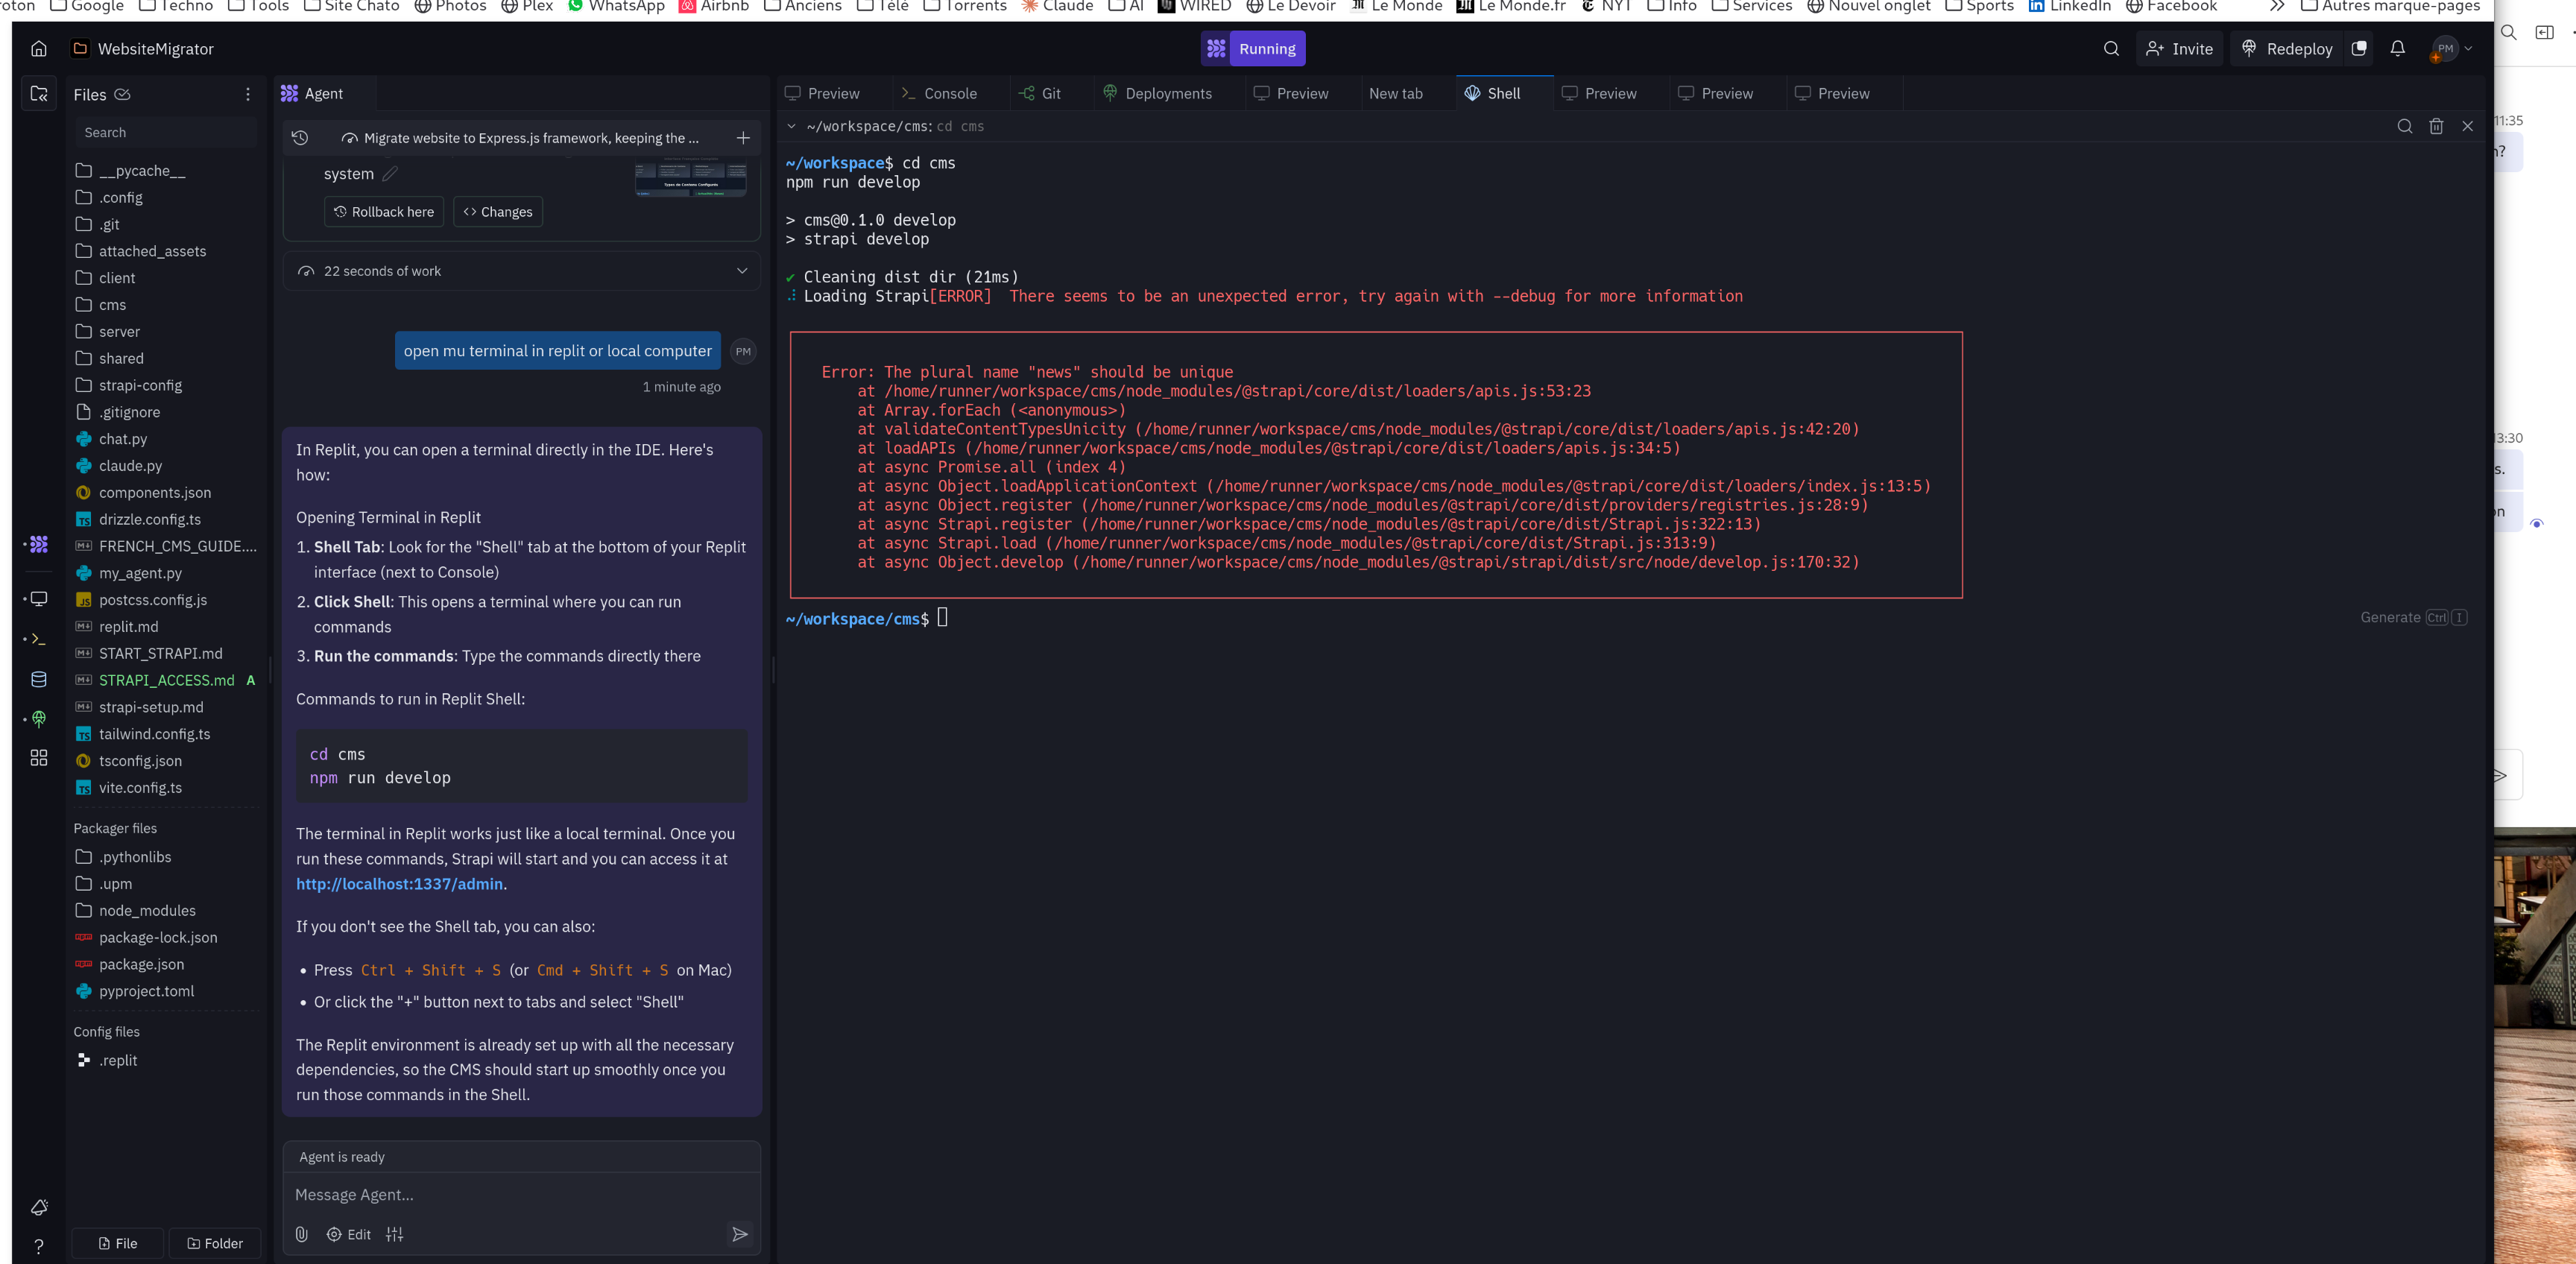 roton Google Techno Tools Site Chato Photos Plex WhatsApp Airbnb Anciens Télé Torrents Claude AI WIRED Le Devoir Le Monde Le Monde.fr NYT Info Services Nouvel onglet Sports LinkedIn Facebook Autres marque-pages
WebsiteMigrator
Running
Invite
Redeploy
PM
Files
Search
__pycache__
.config
.git
attached_assets
client
cms
server
shared
strapi-config
.gitignore
chat.py
claude.py
components.json
drizzle.config.ts
FRENCH_CMS_GUIDE....
my_agent.py
postcss.config.js
replit.md
START_STRAPI.md
STRAPI_ACCESS.md A
strapi-setup.md
tailwind.config.ts
tsconfig.json
vite.config.ts
Packager files
.pythonlibs
.upm
node_modules
package-lock.json
package.json
pyproject.toml
Config files
.replit
File Folder
Agent
Migrate website to Express.js framework, keeping the ...
system
Rollback here
Changes
22 seconds of work
open mu terminal in replit or local computer
PM
1 minute ago
In Replit, you can open a terminal directly in the IDE. Here's
how:
Opening Terminal in Replit
1. Shell Tab: Look for the "Shell" tab at the bottom of your Replit
interface (next to Console)
2. Click Shell: This opens a terminal where you can run
commands
3. Run the commands: Type the commands directly there
Commands to run in Replit Shell:
cd cms
npm run develop
The terminal in Replit works just like a local terminal. Once you
run these commands, Strapi will start and you can access it at
http://localhost:1337/admin.
If you don't see the Shell tab, you can also:
• Press Ctrl + Shift + S (or Cmd + Shift + S on Mac)
• Or click the "+" button next to tabs and select "Shell"
The Replit environment is already set up with all the necessary
dependencies, so the CMS should start up smoothly once you
run those commands in the Shell.
Agent is ready
Message Agent...
Edit
Preview Console Git Deployments Preview New tab Shell Preview Preview Preview
~/workspace/cms: cd cms
~/workspace$ cd cms
npm run develop
> cms@0.1.0 develop
> strapi develop
✔ Cleaning dist dir (21ms)
Loading Strapi[ERROR]  There seems to be an unexpected error, try again with --debug for more information
Error: The plural name "news" should be unique
at /home/runner/workspace/cms/node_modules/@strapi/core/dist/loaders/apis.js:53:23
at Array.forEach (<anonymous>)
at validateContentTypesUnicity (/home/runner/workspace/cms/node_modules/@strapi/core/dist/loaders/apis.js:42:20)
at loadAPIs (/home/runner/workspace/cms/node_modules/@strapi/core/dist/loaders/apis.js:34:5)
at async Promise.all (index 4)
at async Object.loadApplicationContext (/home/runner/workspace/cms/node_modules/@strapi/core/dist/loaders/index.js:13:5)
at async Object.register (/home/runner/workspace/cms/node_modules/@strapi/core/dist/providers/registries.js:28:9)
at async Strapi.register (/home/runner/workspace/cms/node_modules/@strapi/core/dist/Strapi.js:322:13)
at async Strapi.load (/home/runner/workspace/cms/node_modules/@strapi/core/dist/Strapi.js:313:9)
at async Object.develop (/home/runner/workspace/cms/node_modules/@strapi/strapi/dist/src/node/develop.js:170:32)
~/workspace/cms$
Generate Ctrl I
11:35
?
3:30
s.
on